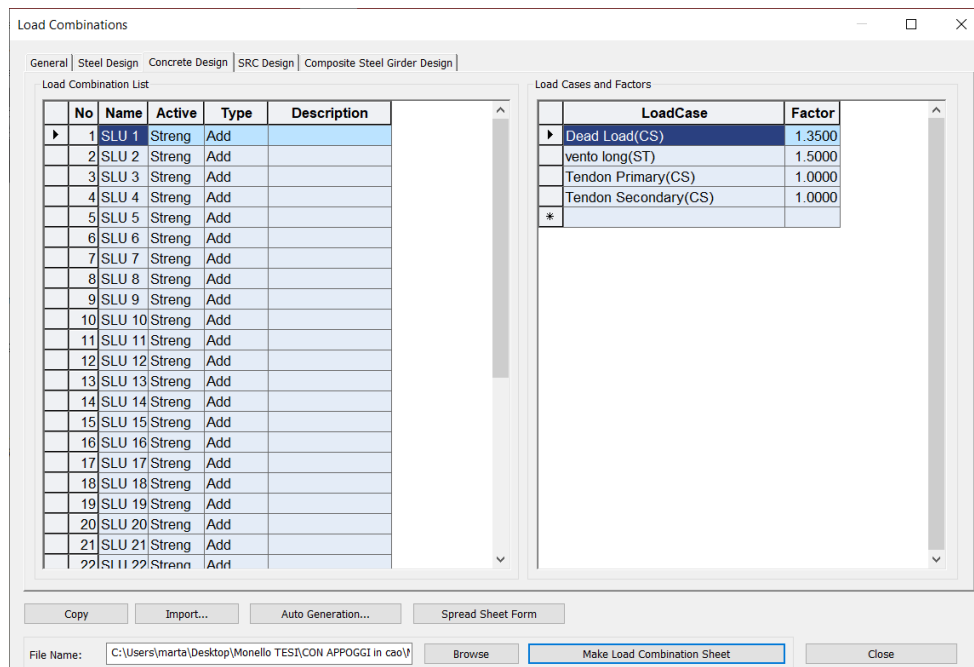 Load Combinations
General Steel Design Concrete Design SRC Design Composite Steel Girder Design
Load Combination List
No Name Active Type Description
1 SLU 1 Streng Add
2 SLU 2 Streng Add
3 SLU 3 Streng Add
4 SLU 4 Streng Add
5 SLU 5 Streng Add
6 SLU 6 Streng Add
7 SLU 7 Streng Add
8 SLU 8 Streng Add
9 SLU 9 Streng Add
10 SLU 10 Streng Add
11 SLU 11 Streng Add
12 SLU 12 Streng Add
13 SLU 13 Streng Add
14 SLU 14 Streng Add
15 SLU 15 Streng Add
16 SLU 16 Streng Add
17 SLU 17 Streng Add
18 SLU 18 Streng Add
19 SLU 19 Streng Add
20 SLU 20 Streng Add
21 SLU 21 Streng Add
22 SLU 22 Streng Add
Load Cases and Factors
LoadCase Factor
Dead Load(CS) 1.3500
vento long(ST) 1.5000
Tendon Primary(CS) 1.0000
Tendon Secondary(CS) 1.0000
*
Copy Import... Auto Generation... Spread Sheet Form
File Name: C:\Users\marta\Desktop\Monello TESI\CON APPOGGI in cao\ Browse Make Load Combination Sheet Close